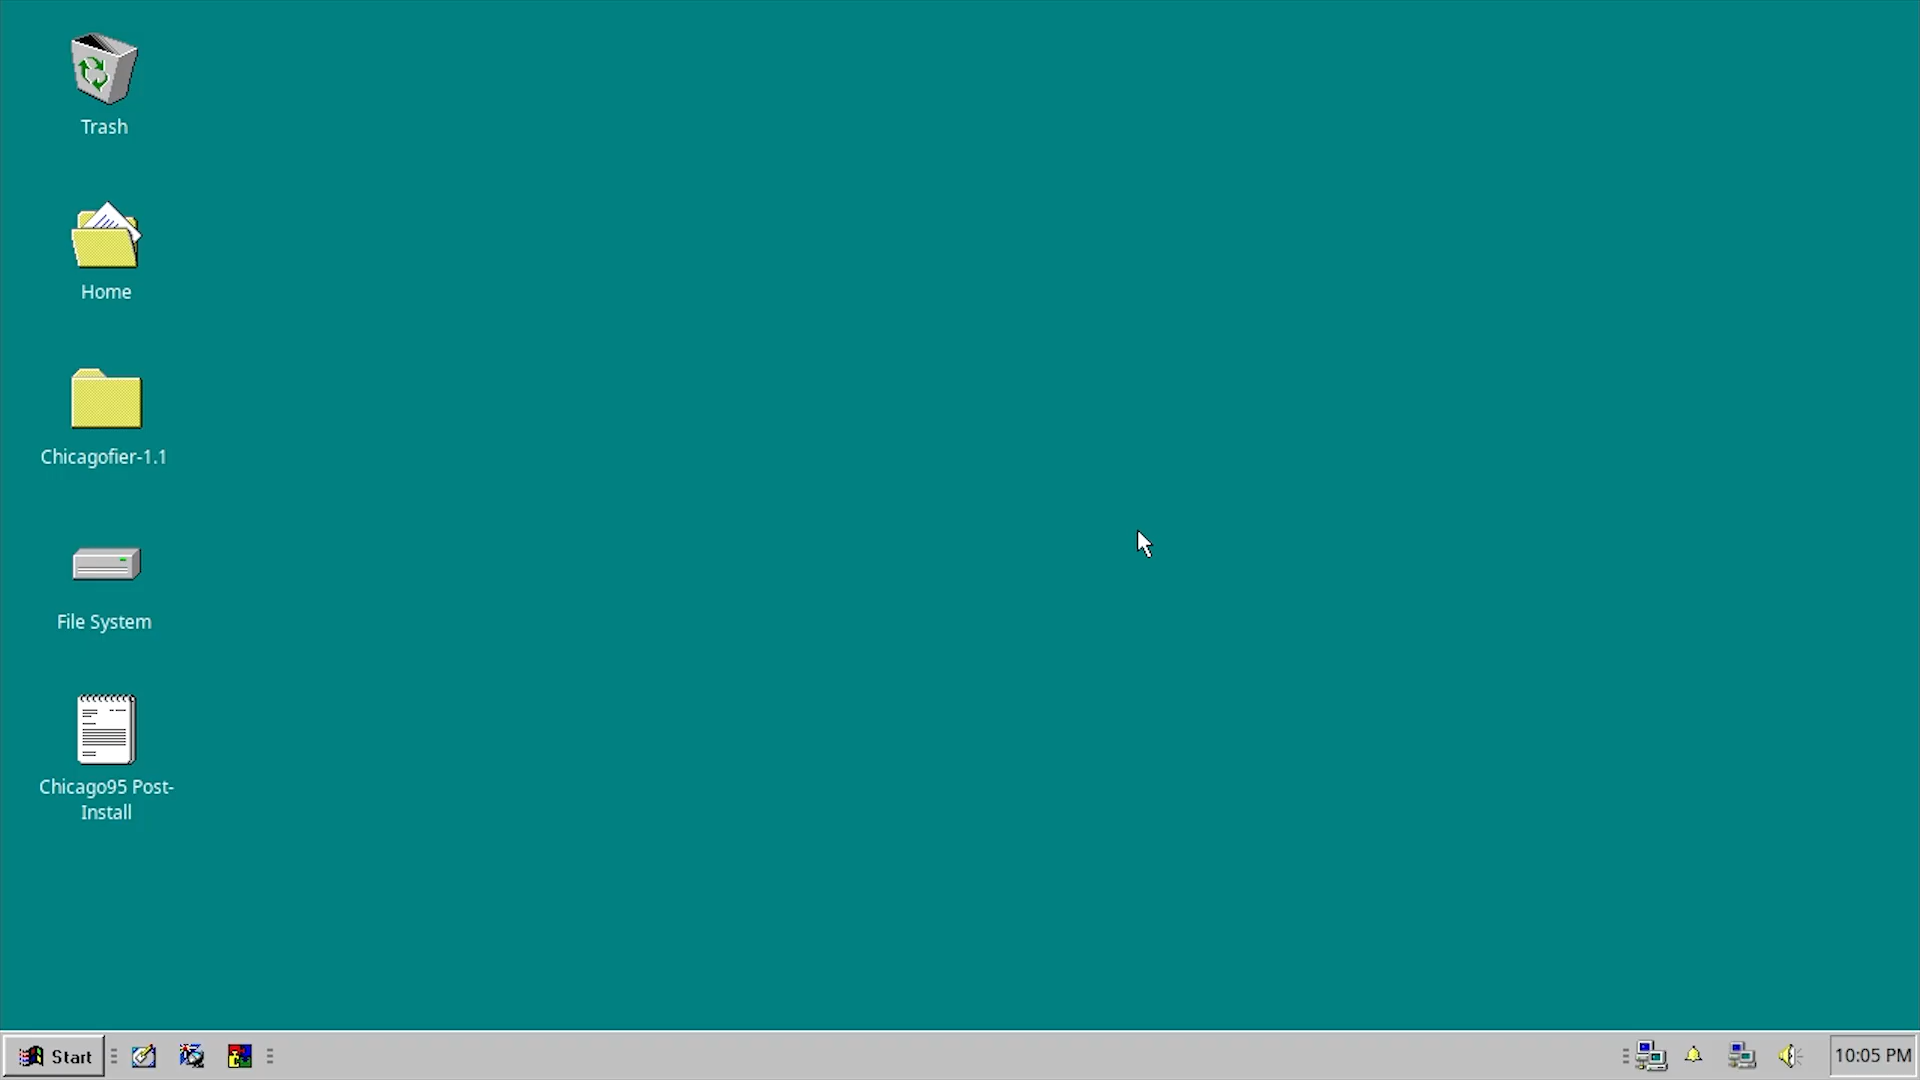 Trash
Home
Chicagofier-1.1
File System
Chicago95 Post-
Install
Start
10:05 PM